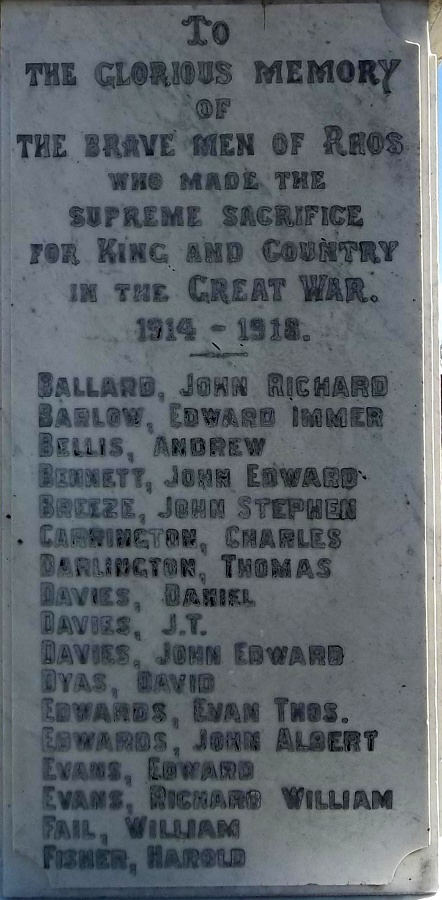 To
THE GLORIOUS MEMORY
OF
THE BRAVE MEN OF RHOS
WHO MADE THE
SUPREME SACRIFICE
FOR KING AND COUNTRY
IN THE GREAT WAR.
1914 - 1918.
BALLARD, JOHN RICHARD
BARLOW, EDWARD IMMER
BELLIS, ANDREW
BENNETT, JOHN EDWARD
BREEZE, JOHN STEPHEN
CARRINGTON, CHARLES
DARLINGTON, THOMAS
DAVIES, DANIEL
DAVIES, J.T.
DAVIES, JOHN EDWARD
DYAS, DAVID
EDWARDS, EVAN THOS.
EDWARDS, JOHN ALBERT
EVANS, EDWARD
EVANS, RICHARD WILLIAM
FAIL, WILLIAM
FISHER, HAROLD